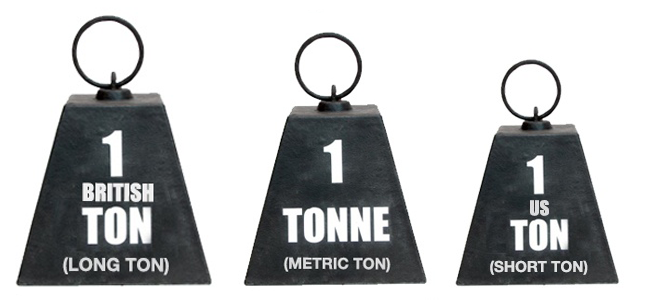 1
BRITISH
TON
(LONG TON)
1
TONNE
(METRIC TON)
1
US
TON
(SHORT TON)